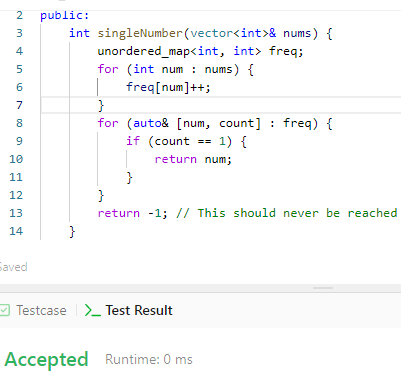 2 public:
3     int singleNumber(vector<int>& nums) {
4         unordered_map<int, int> freq;
5         for (int num : nums) {
6             freq[num]++;
7         }
8         for (auto& [num, count] : freq) {
9             if (count == 1) {
10                 return num;
11             }
12         }
13         return -1; // This should never be reached
14     }
Saved
Testcase Test Result
Accepted Runtime: 0 ms